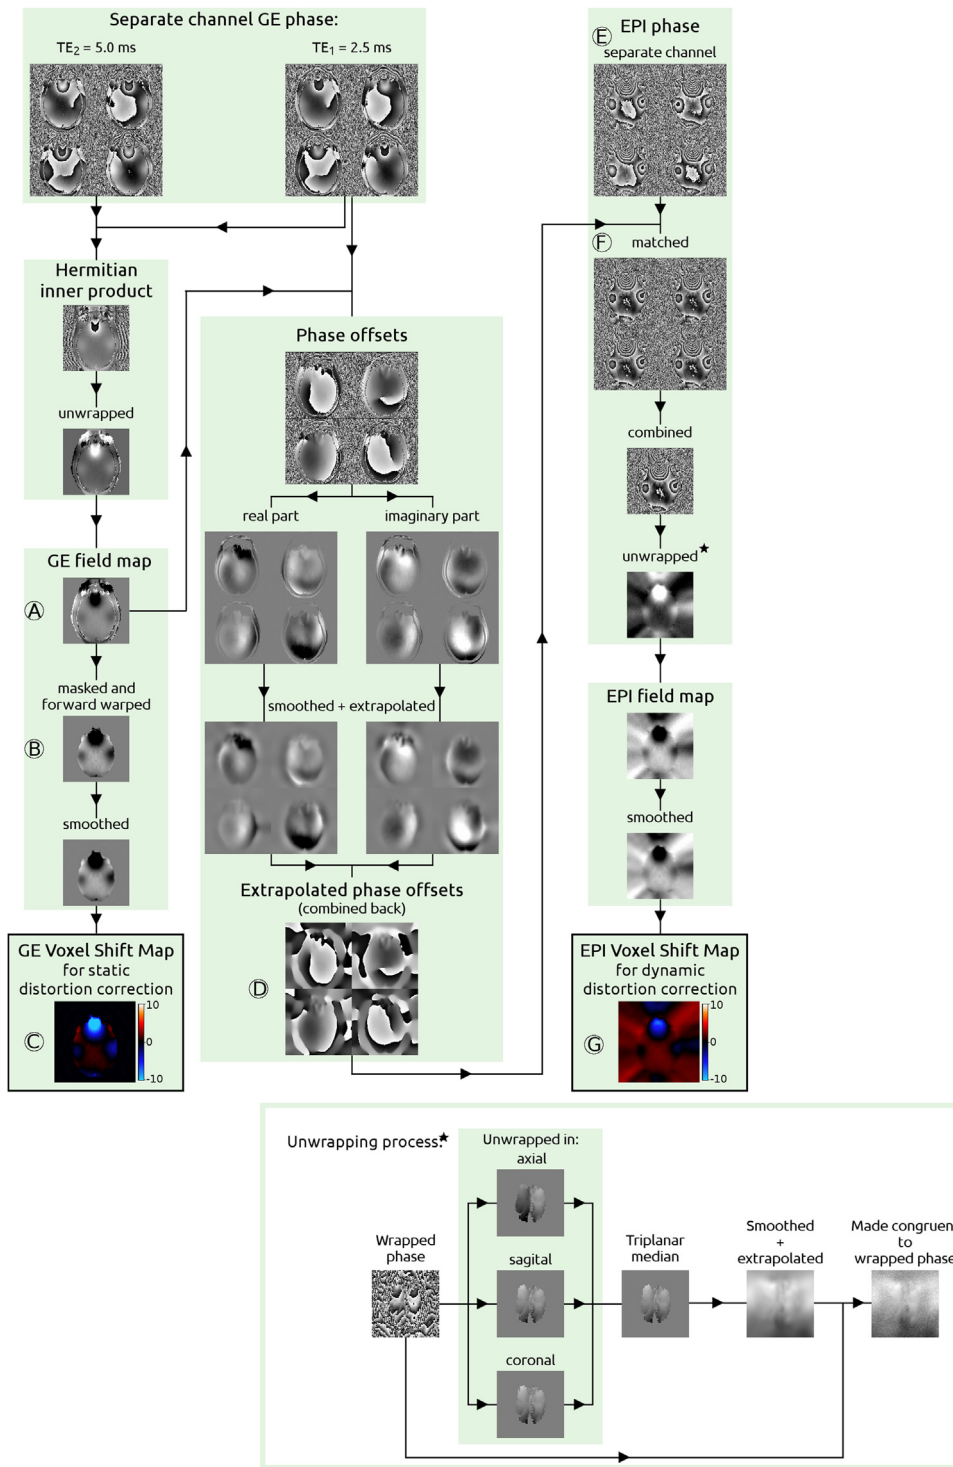 Separate channel GE phase:
TE2 = 5.0 ms
TE1 = 2.5 ms
Hermitian
inner product
unwrapped
GE field map
A
masked and
forward warped
B
smoothed
GE Voxel Shift Map
for static
distortion correction
C
10
0
-10
Phase offsets
real part
imaginary part
smoothed + extrapolated
Extrapolated phase offsets
(combined back)
D
EPI phase
E
separate channel
F
matched
combined
unwrapped★
EPI field map
smoothed
EPI Voxel Shift Map
for dynamic
distortion correction
G
10
0
-10
Unwrapping process:★
Unwrapped in:
axial
sagital
coronal
Wrapped
phase
Triplanar
median
Smoothed
+
extrapolated
Made congruen
to
wrapped phase